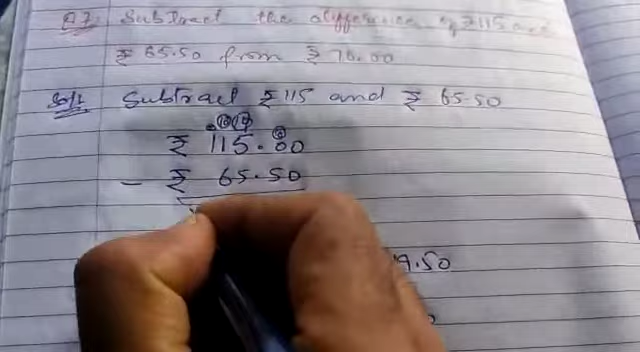 Q7. Subtract the difference of ₹115 and
₹ 65.50 from ₹ 70.00
Sol: Subtract ₹115 and ₹ 65.50
₹ 115.00
- ₹ 65.50
9.50